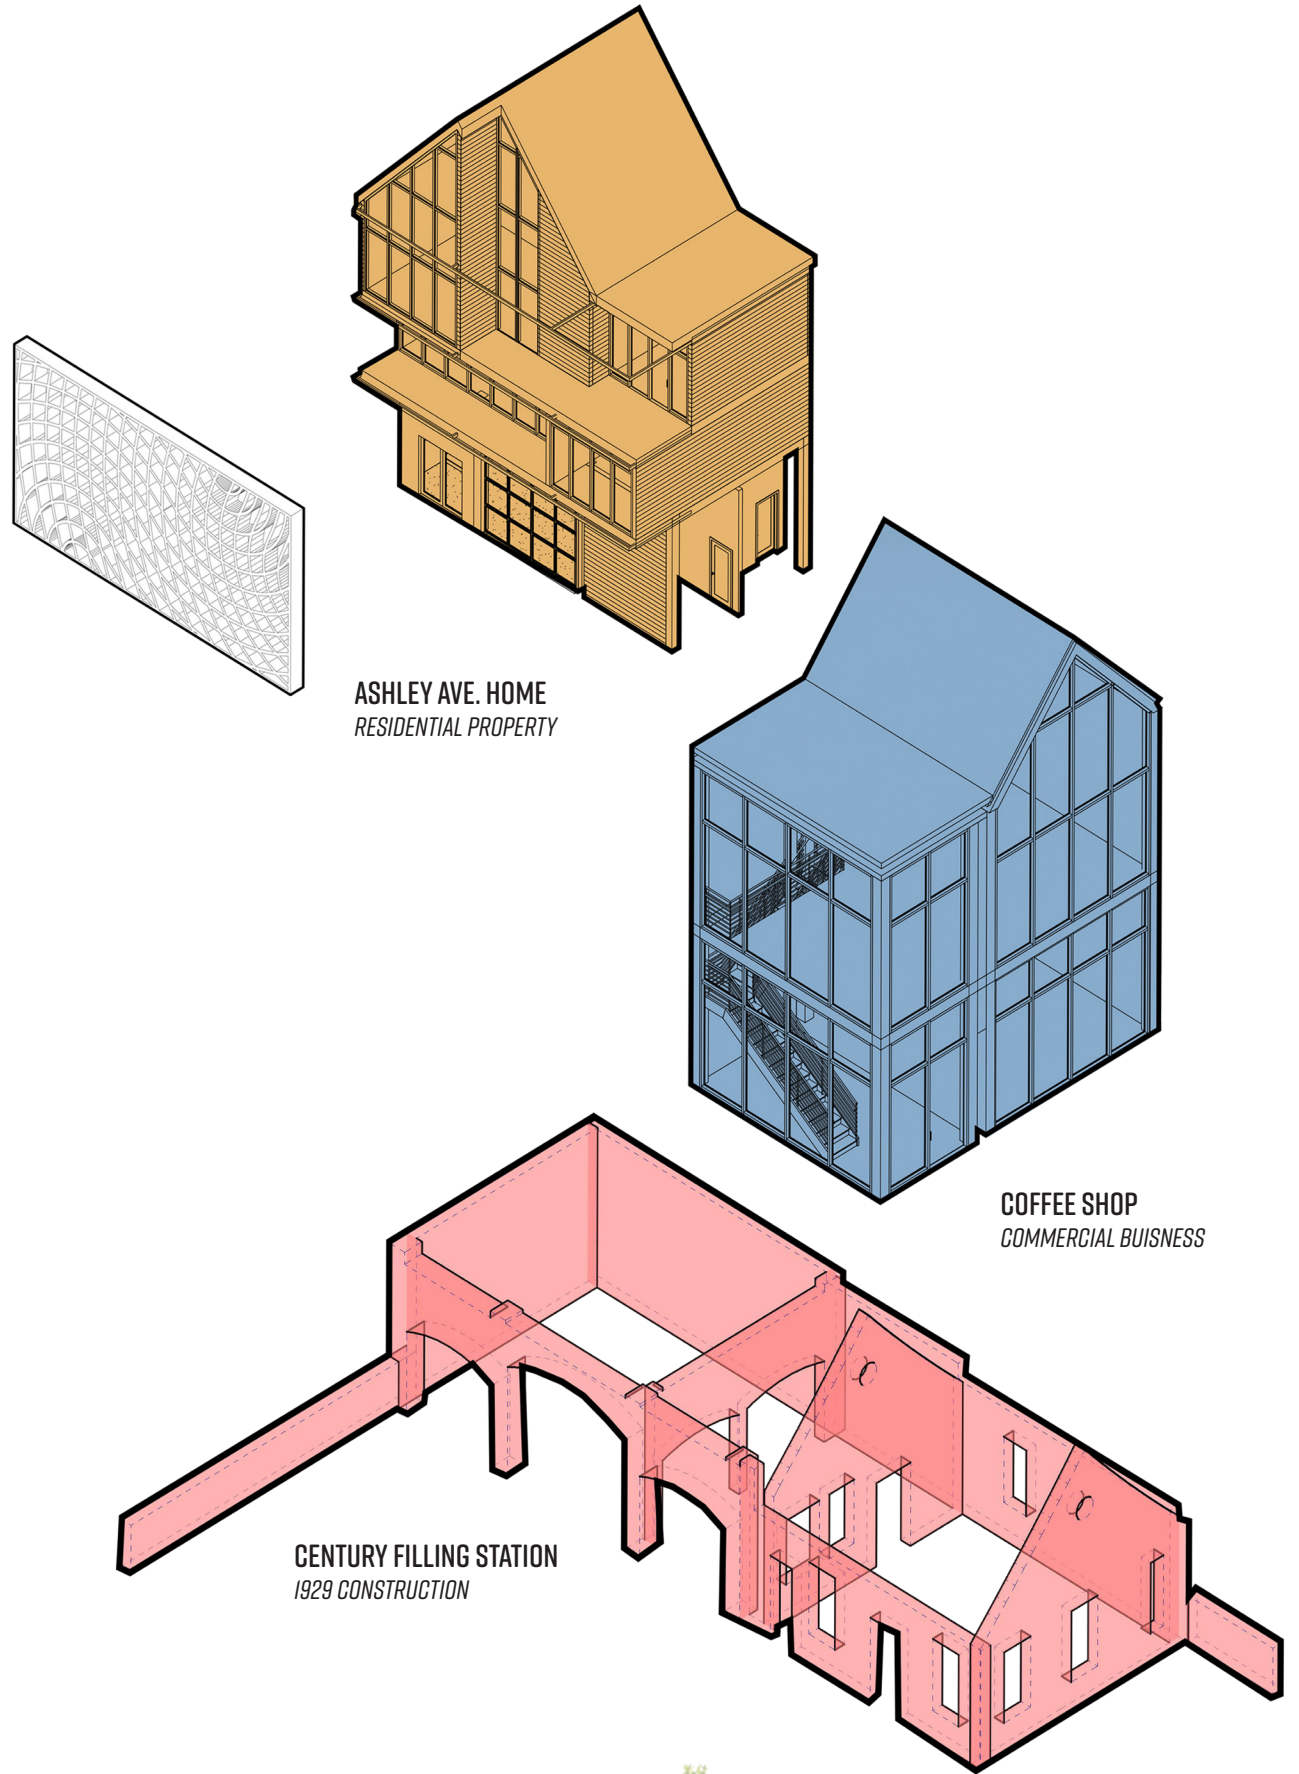 ASHLEY AVE. HOME
RESIDENTIAL PROPERTY
COFFEE SHOP
COMMERCIAL BUISNESS
CENTURY FILLING STATION
1929 CONSTRUCTION